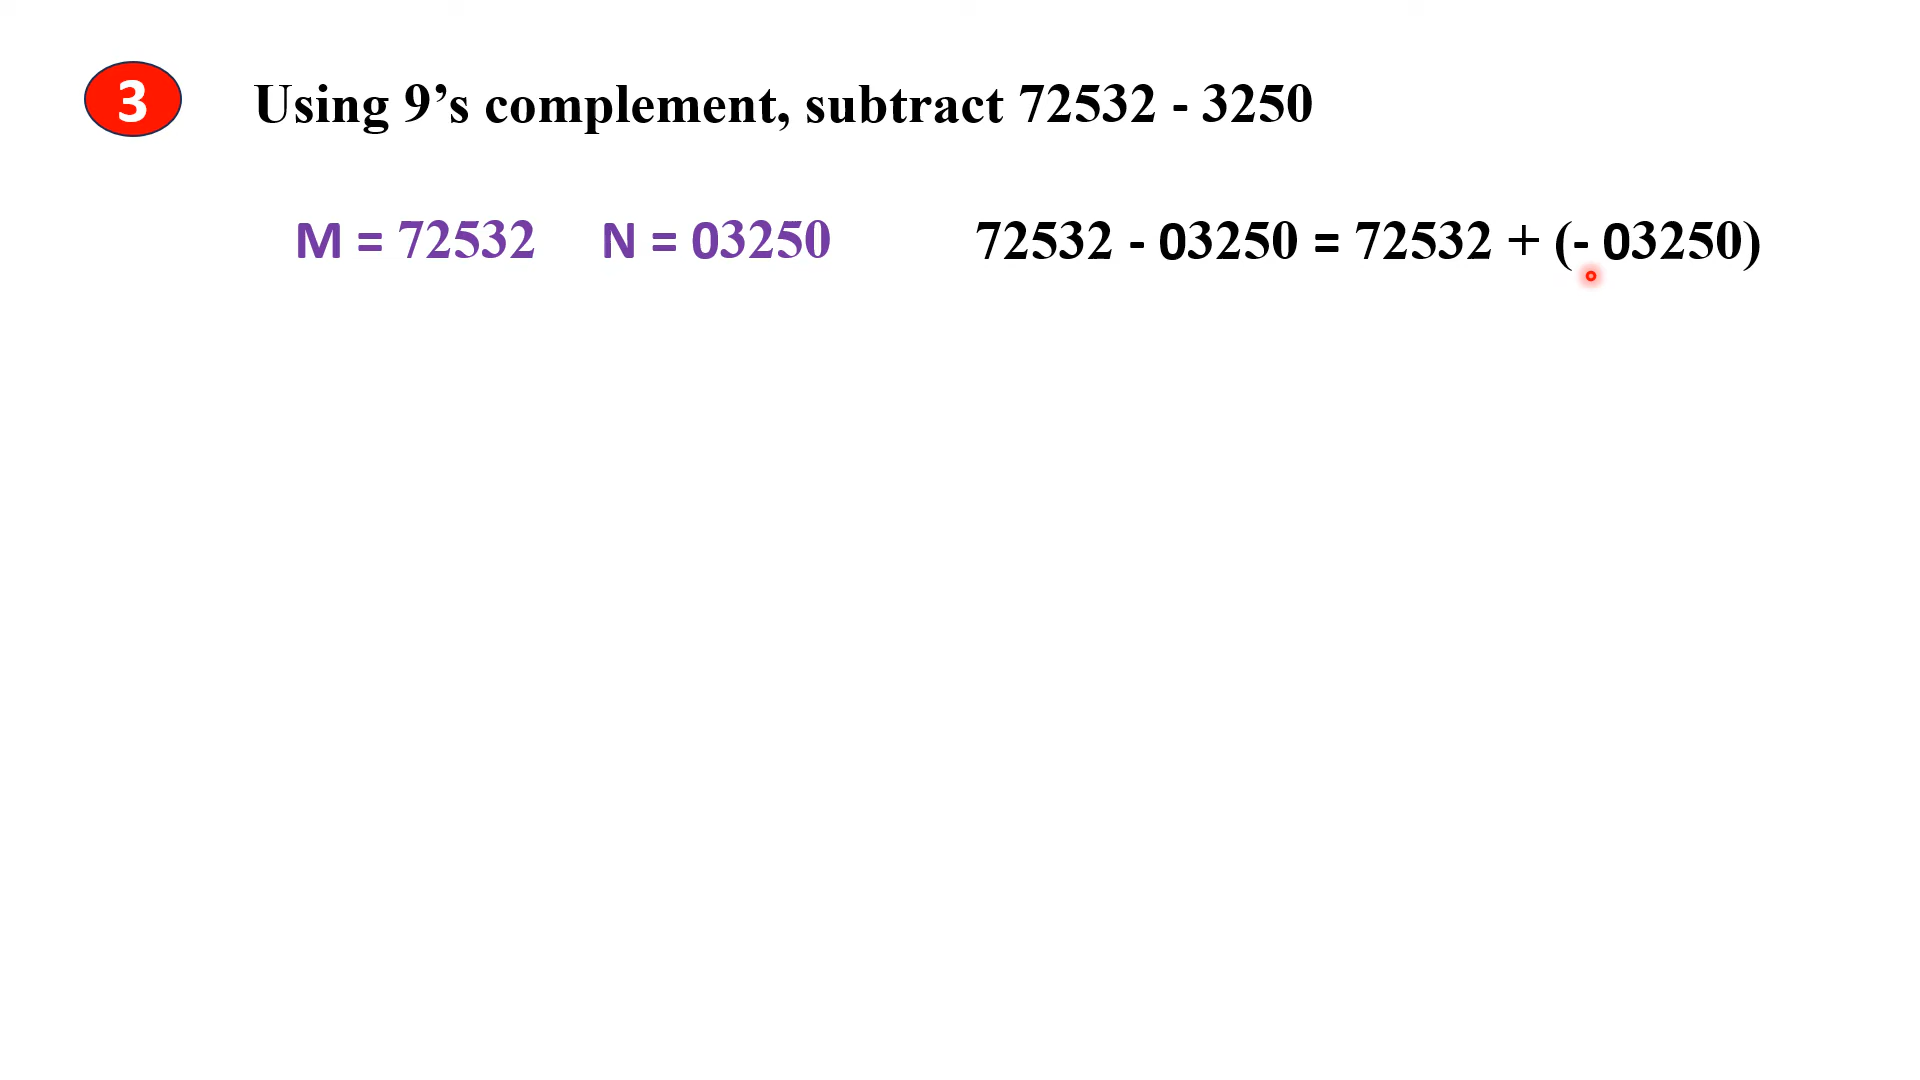 3 Using 9’s complement, subtract 72532 - 3250
M = 72532 N = 03250 72532 - 03250 = 72532 + (- 03250)